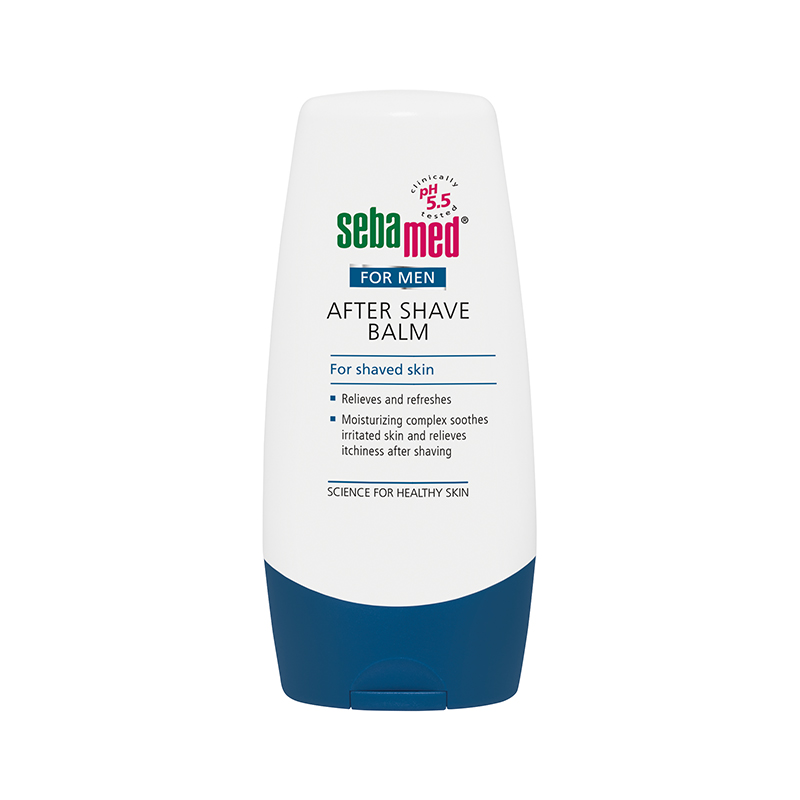 clinically
pH
5.5
tested
sebamed®
FOR MEN
AFTER SHAVE
BALM
For shaved skin
▪ Relieves and refreshes
▪ Moisturizing complex soothes
irritated skin and relieves
itchiness after shaving
SCIENCE FOR HEALTHY SKIN